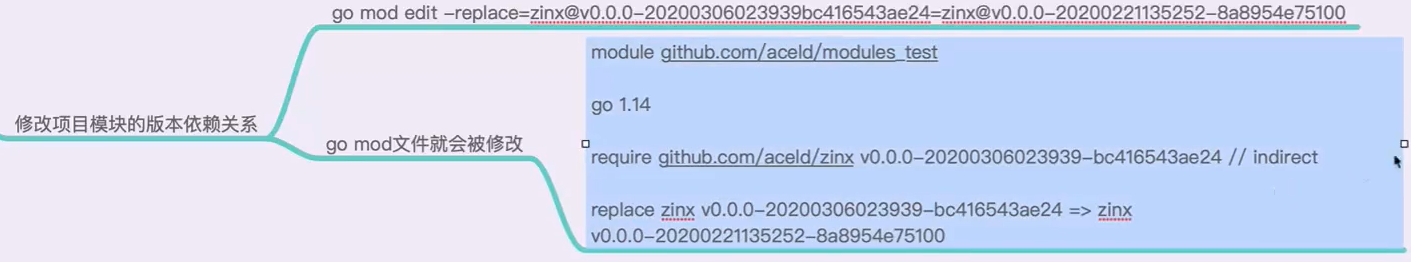 go mod edit -replace=zinx@v0.0.0-20200306023939bc416543ae24=zinx@v0.0.0-20200221135252-8a8954e75100
修改项目模块的版本依赖关系
go mod文件就会被修改
module github.com/aceld/modules_test
go 1.14
require github.com/aceld/zinx v0.0.0-20200306023939-bc416543ae24 // indirect
replace zinx v0.0.0-20200306023939-bc416543ae24 => zinx
v0.0.0-20200221135252-8a8954e75100